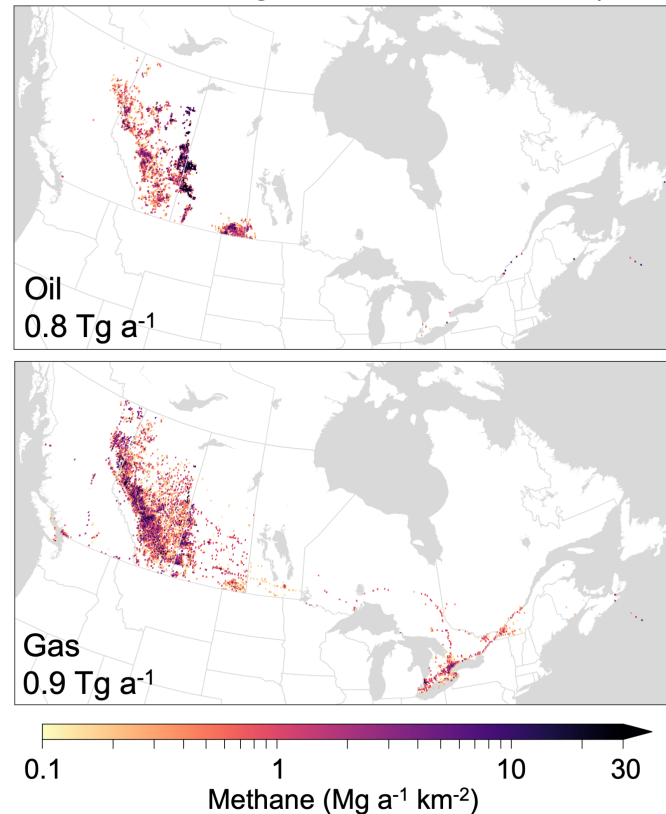 Oil
0.8 Tg a⁻¹
Gas
0.9 Tg a⁻¹
0.1 1 10 30
Methane (Mg a⁻¹ km⁻²)